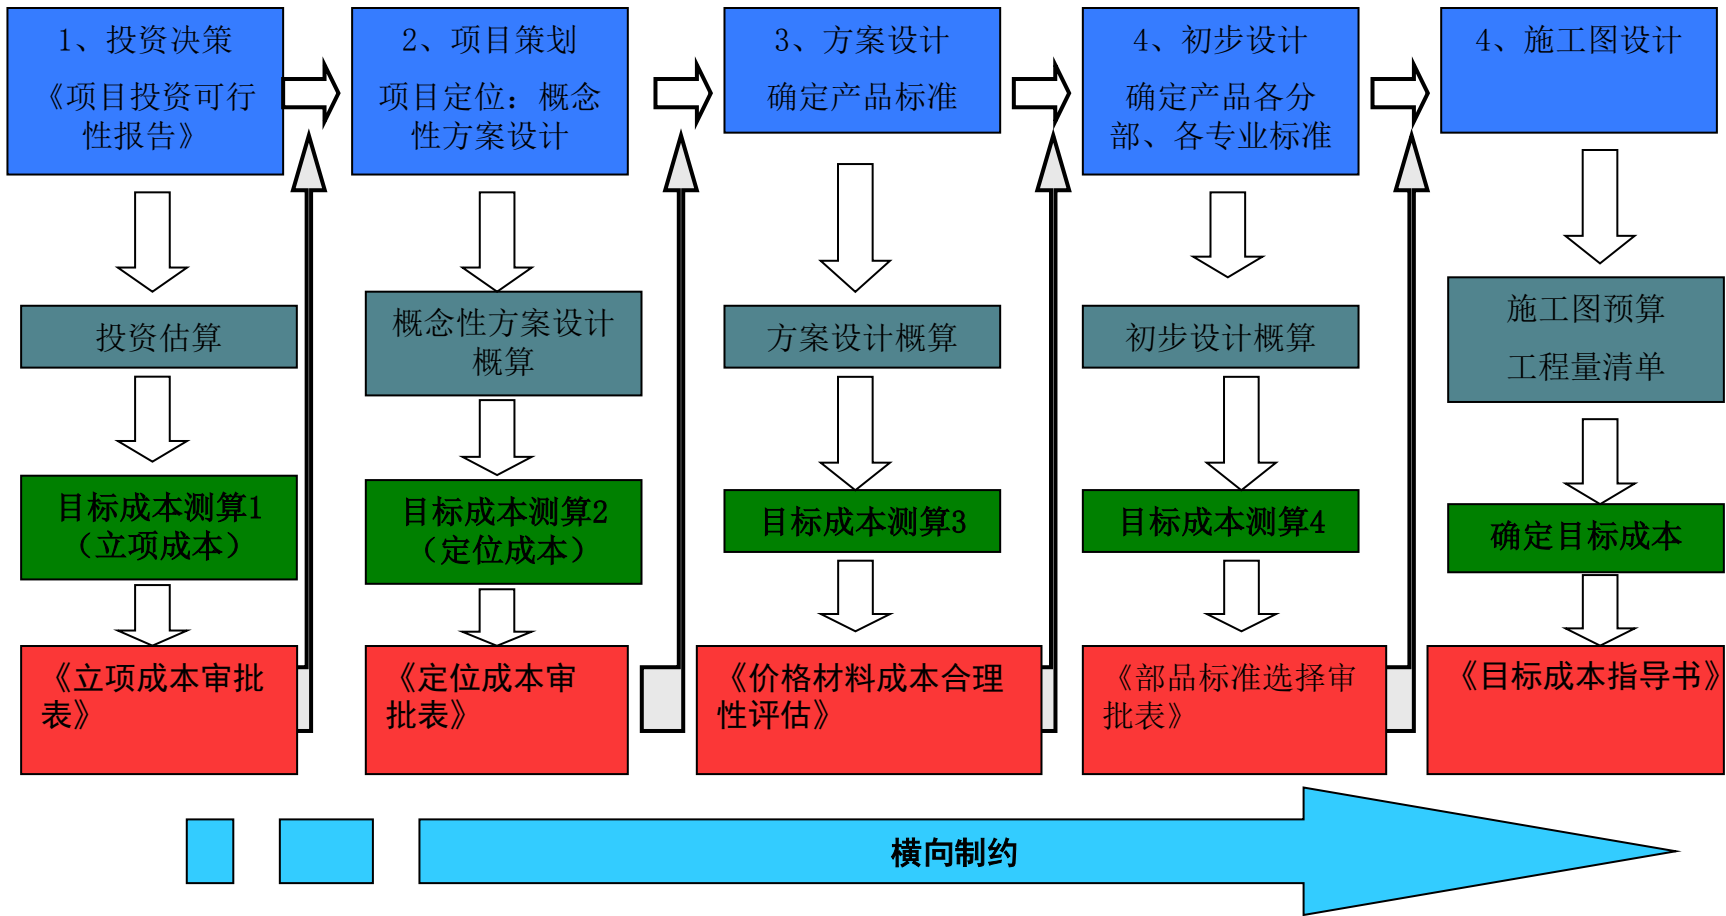 1、投资决策
《项目投资可行
性报告》
2、项目策划
项目定位：概念
性方案设计
3、方案设计
确定产品标准
4、初步设计
确定产品各分
部、各专业标准
4、施工图设计
投资估算
概念性方案设计
概算
方案设计概算
初步设计概算
施工图预算
工程量清单
目标成本测算1
（立项成本）
目标成本测算2
（定位成本）
目标成本测算3
目标成本测算4
确定目标成本
《立项成本审批
表》
《定位成本审
批表》
《价格材料成本合理
性评估》
《部品标准选择审
批表》
《目标成本指导书》
横向制约